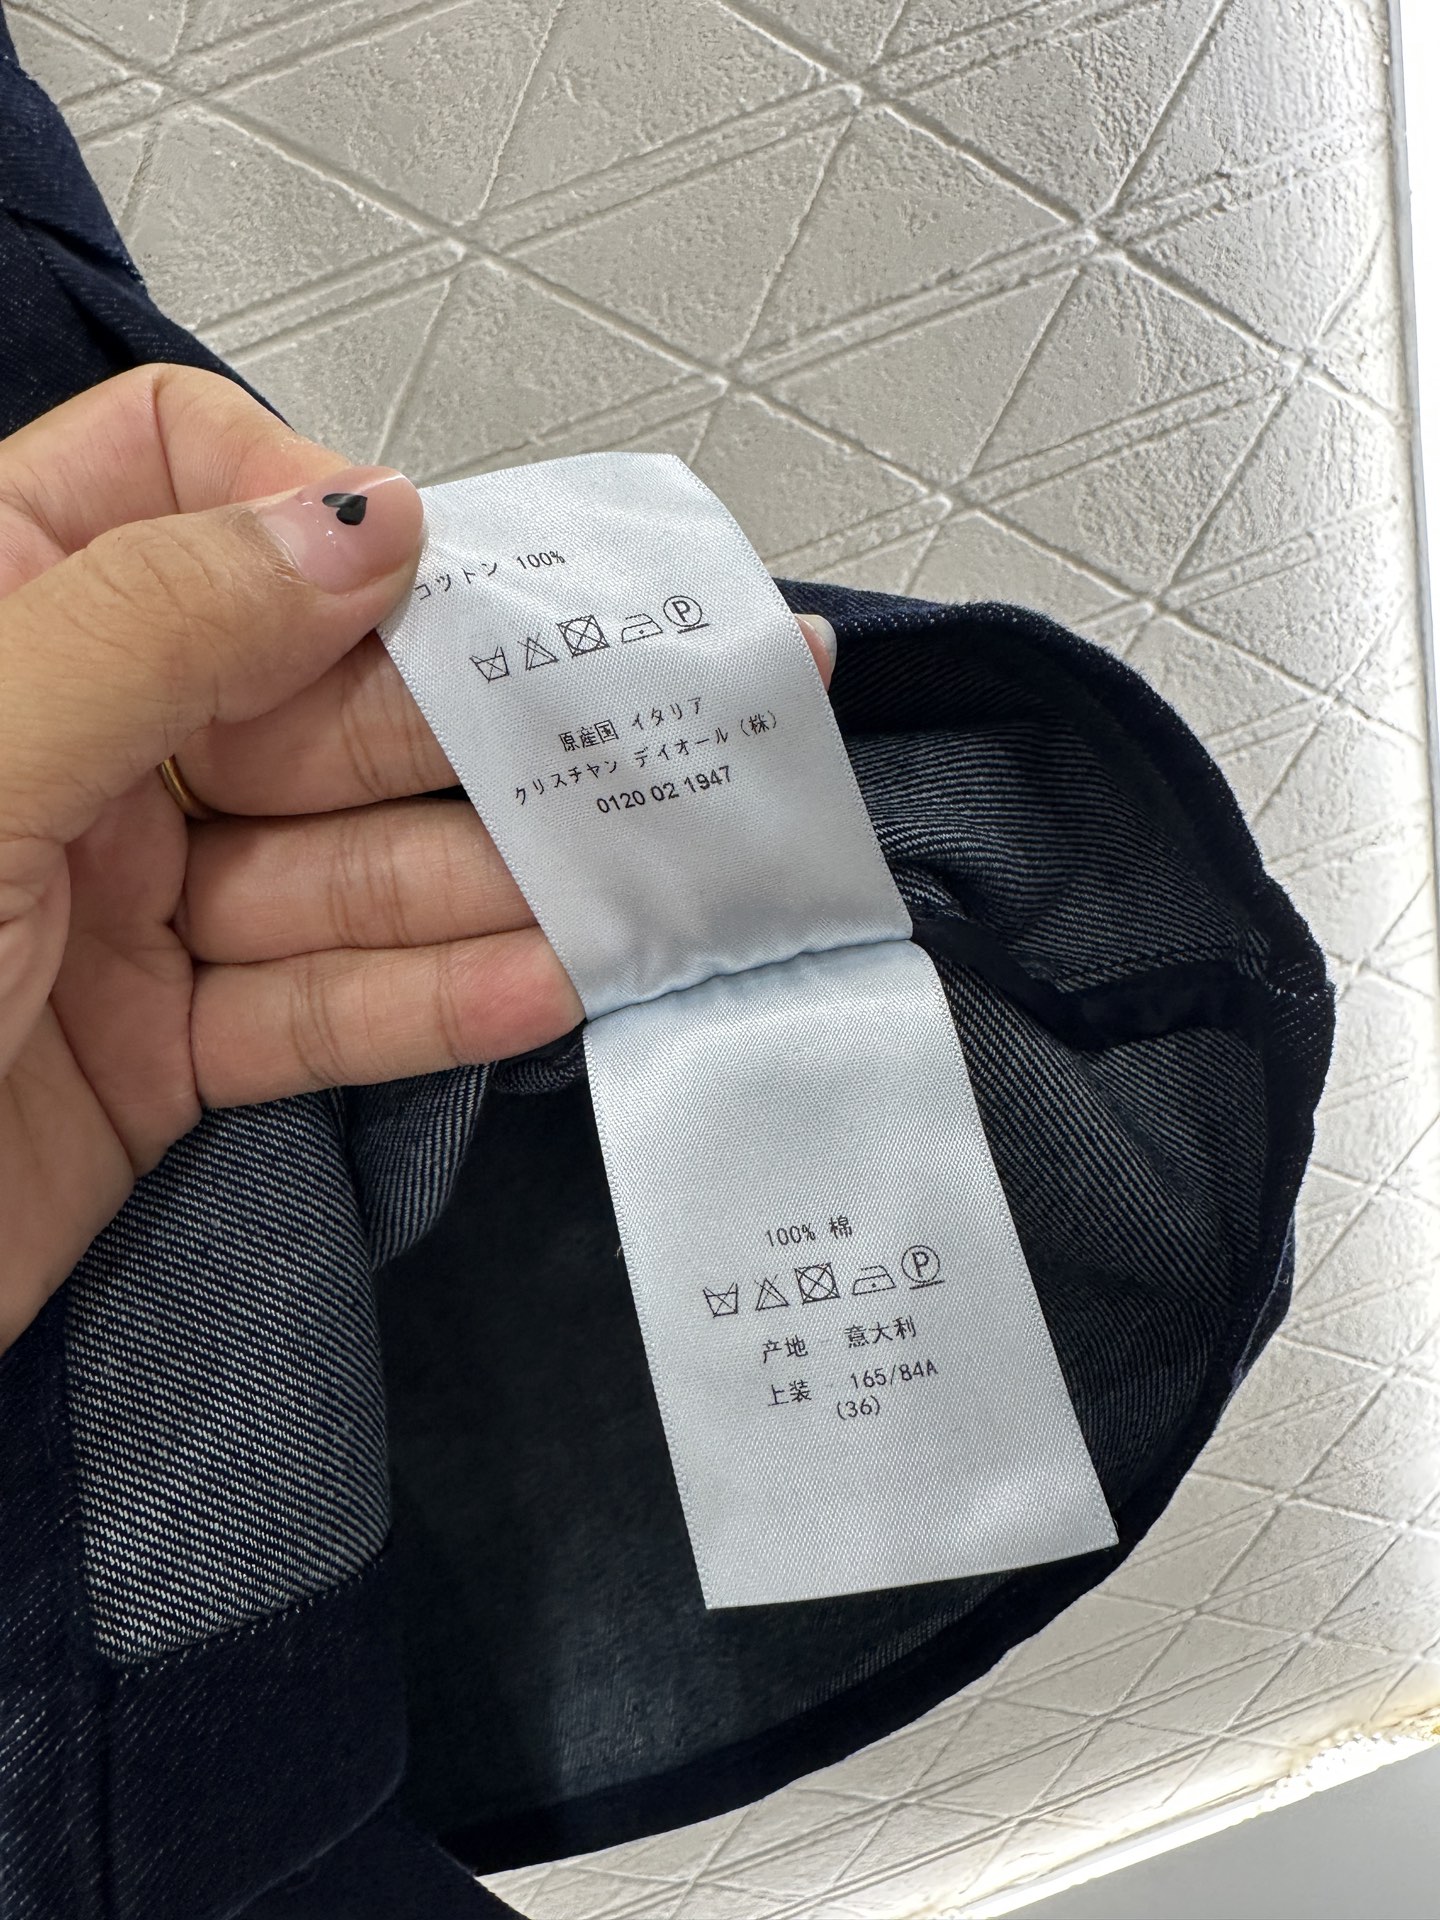 コットン 100%
原産国 イタリア
クリスチャン デイオール（株）
0120 02 1947
100% 棉
产地 - 意大利
上装 - 165/84A
(36)